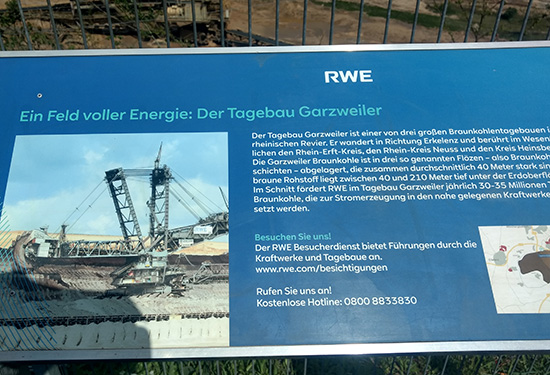 RWE
Ein Feld voller Energie: Der Tagebau Garzweiler
Der Tagebau Garzweiler ist einer von drei großen Braunkohlentagebauen
rheinischen Revier. Er wandert in Richtung Erkelenz und berührt im Wesen
lichen den Rhein-Erft-Kreis, den Rhein-Kreis Neuss und den Kreis Heinsbe
Die Garzweiler Braunkohle ist in drei so genannten Flözen – also Braunkoh
schichten – abgelagert, die zusammen durchschnittlich 40 Meter stark sin
braune Rohstoff liegt zwischen 40 und 210 Meter tief unter der Erdoberflä
Im Schnitt fördert RWE im Tagebau Garzweiler jährlich 30-35 Millionen
Braunkohle, die zur Stromerzeugung in den nahe gelegenen Kraftwerke
setzt werden.
Besuchen Sie uns!
Der RWE Besucherdienst bietet Führungen durch die
Kraftwerke und Tagebaue an.
www.rwe.com/besichtigungen
Rufen Sie uns an!
Kostenlose Hotline: 0800 8833830